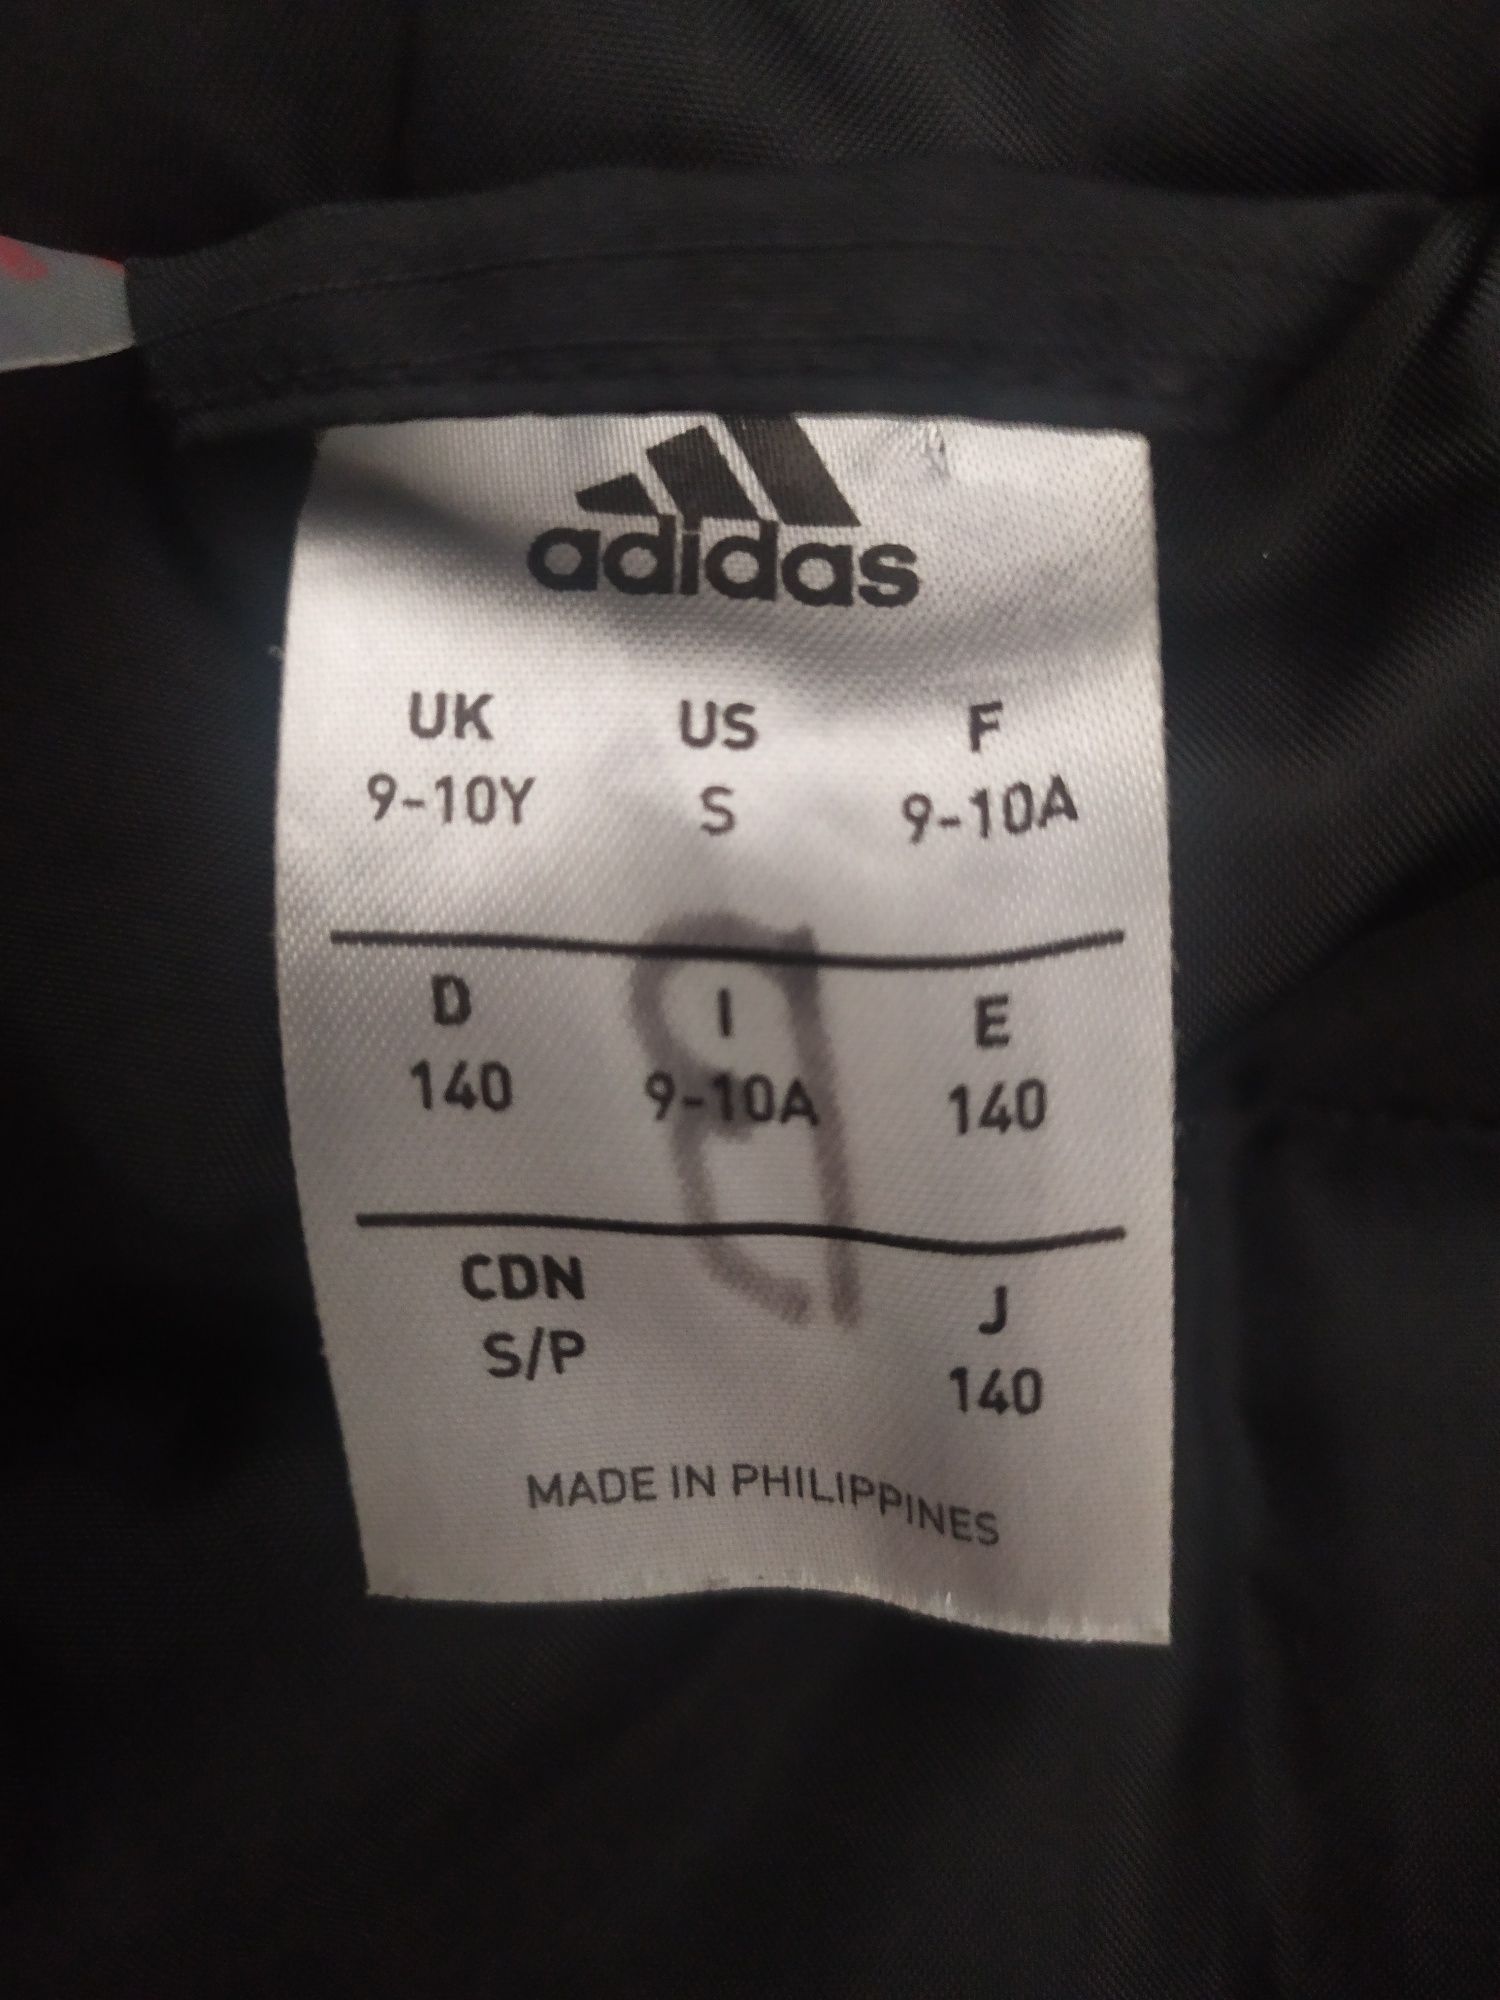 adidas
UK US F
9-10Y S 9-10A
D I E
140 9-10A 140
CDN J
S/P 140
MADE IN PHILIPPINES